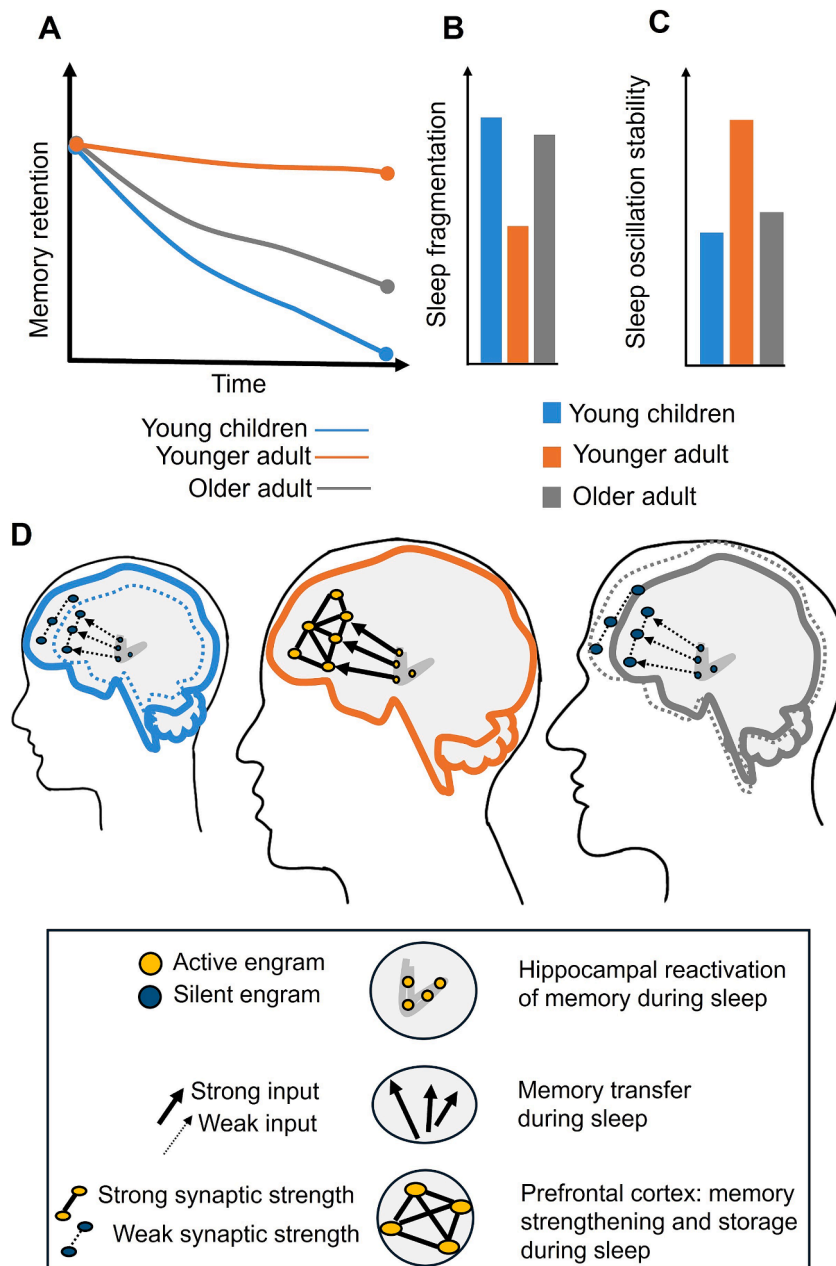 A
Memory retention
Time
Young children
Younger adult
Older adult
B
Sleep fragmentation
C
Sleep oscillation stability
Young children
Younger adult
Older adult
D
Active engram
Silent engram
Hippocampal reactivation
of memory during sleep
Strong input
Weak input
Memory transfer
during sleep
Strong synaptic strength
Weak synaptic strength
Prefrontal cortex: memory
strengthening and storage
during sleep